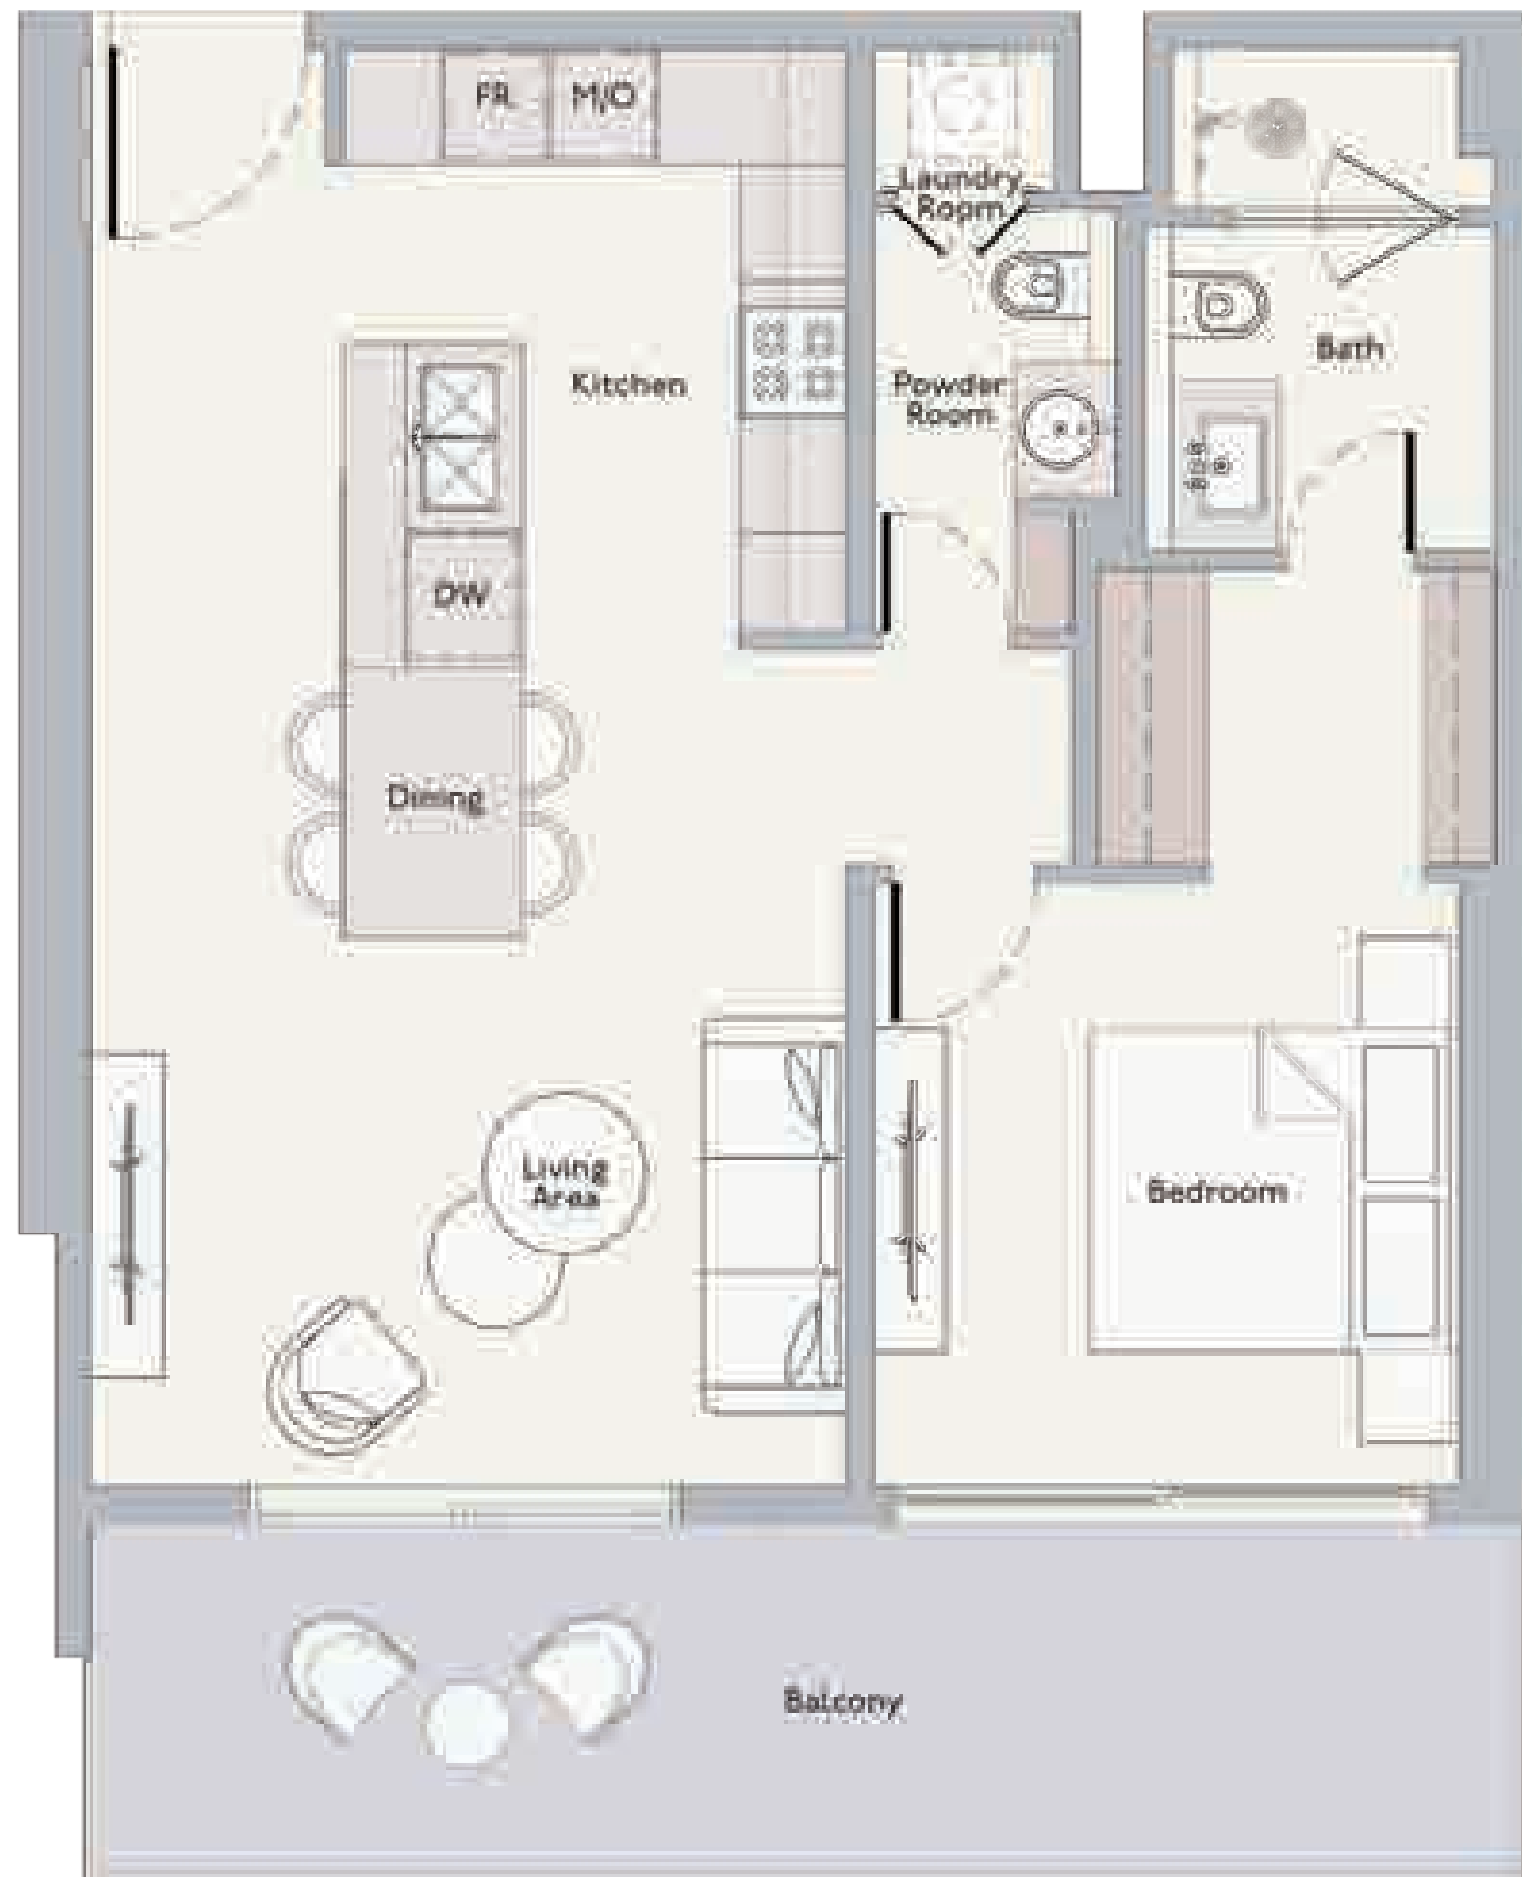 FR.
M/O
Laundry
Room
Kitchen
Powder
Room
Bath
DW
Dining
Living
Area
Bedroom
Balcony